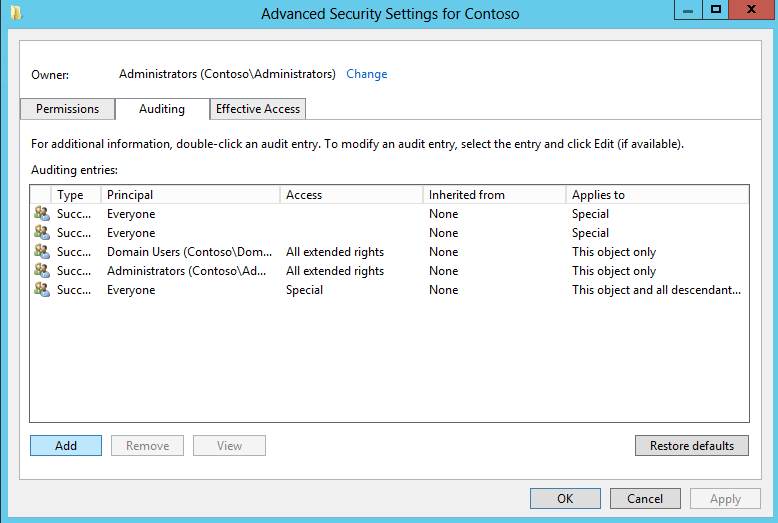 Advanced Security Settings for Contoso
Owner: Administrators (Contoso\Administrators) Change
Permissions Auditing Effective Access
For additional information, double-click an audit entry. To modify an audit entry, select the entry and click Edit (if available).
Auditing entries:
Type Principal Access Inherited from Applies to
Succ... Everyone None Special
Succ... Everyone None Special
Succ... Domain Users (Contoso\Dom... All extended rights None This object only
Succ... Administrators (Contoso\Ad... All extended rights None This object only
Succ... Everyone Special None This object and all descendant...
Add Remove View Restore defaults
OK Cancel Apply